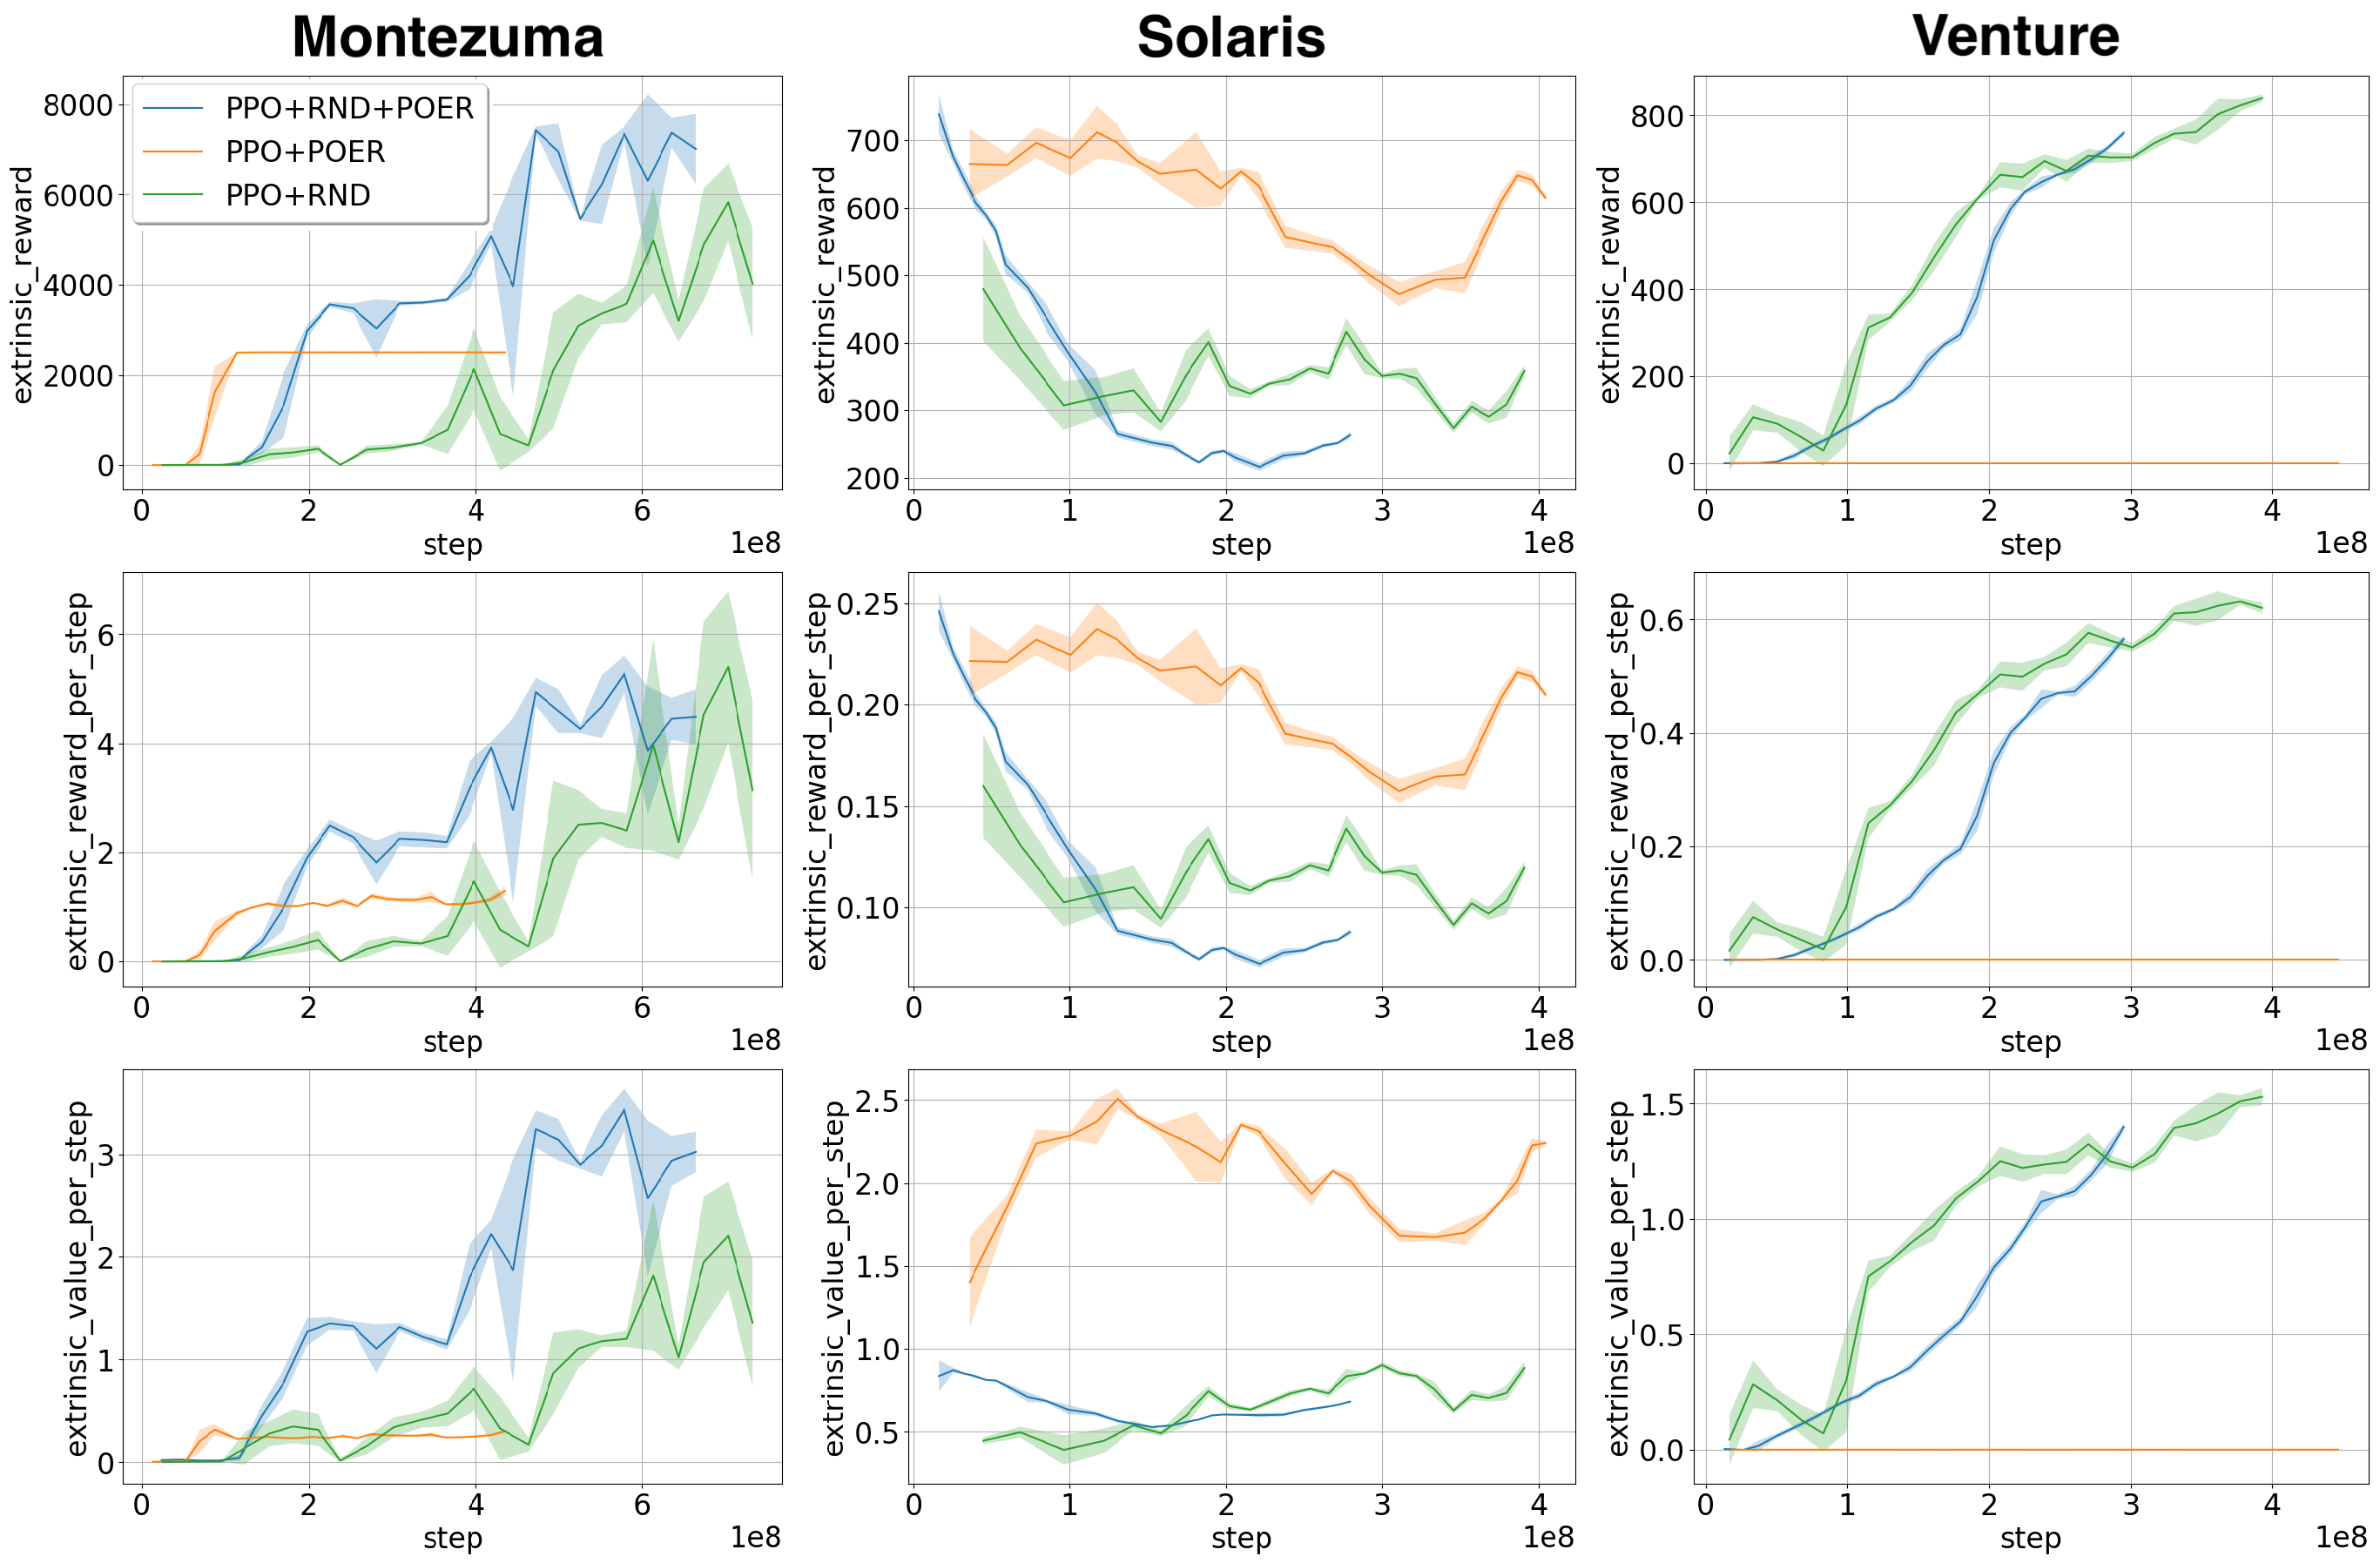 Montezuma
Solaris
Venture
PPO+RND+POER
PPO+POER
PPO+RND
extrinsic_reward
8000
6000
4000
2000
0
0 2 4 6
1e8
step
extrinsic_reward
700
600
500
400
300
200
0 1 2 3 4
1e8
step
extrinsic_reward
800
600
400
200
0
0 1 2 3 4
1e8
step
extrinsic_reward_per_step
6
4
2
0
0 2 4 6
1e8
step
extrinsic_reward_per_step
0.25
0.20
0.15
0.10
0 1 2 3 4
1e8
step
extrinsic_reward_per_step
0.6
0.4
0.2
0.0
0 1 2 3 4
1e8
step
extrinsic_value_per_step
3
2
1
0
0 2 4 6
1e8
step
extrinsic_value_per_step
2.5
2.0
1.5
1.0
0.5
0 1 2 3 4
1e8
step
extrinsic_value_per_step
1.5
1.0
0.5
0.0
0 1 2 3 4
1e8
step